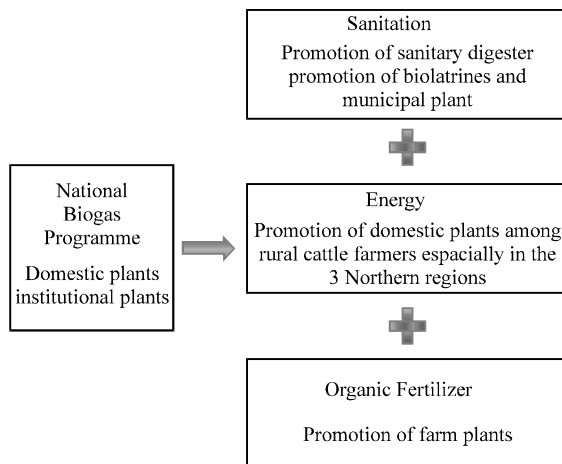 Sanitation
Promotion of sanitary digester
promotion of biolatrines and
municipal plant
National
Biogas
Programme
Domestic plants
institutional plants
Energy
Promotion of domestic plants among
rural cattle farmers espacially in the
3 Northern regions
Organic Fertilizer
Promotion of farm plants